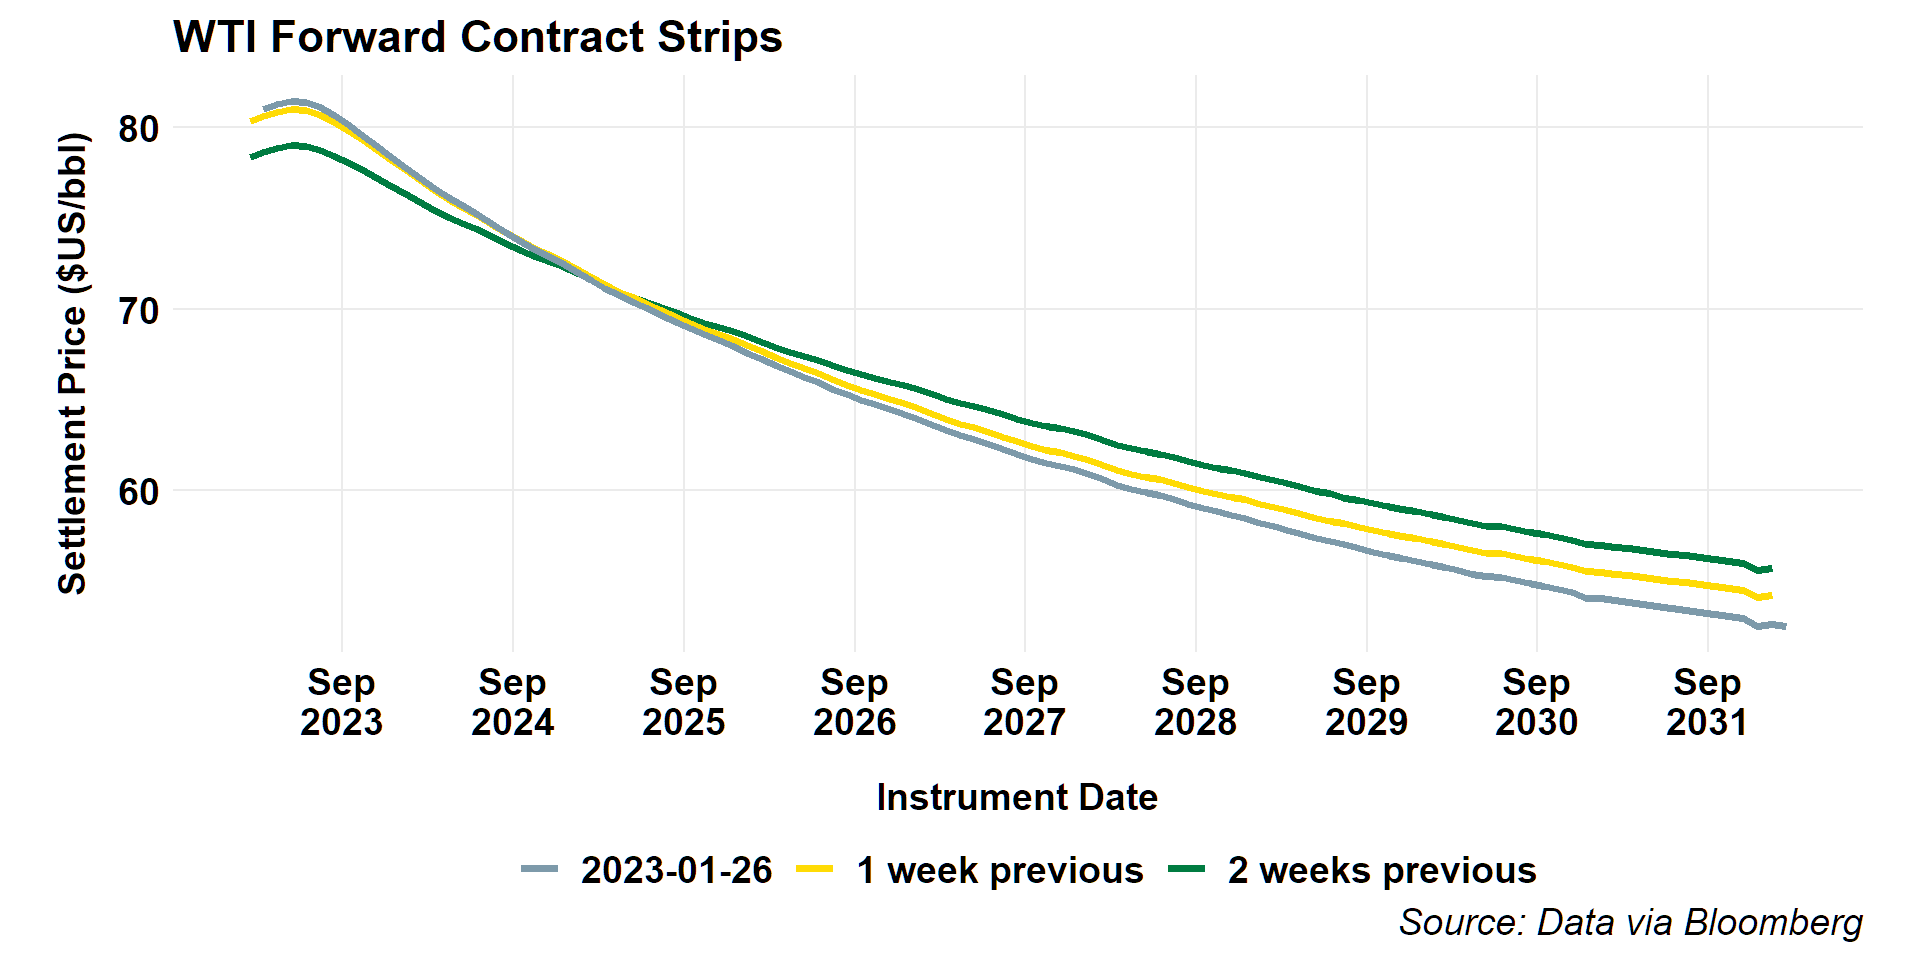 WTI Forward Contract Strips
Settlement Price ($US/bbl)
80
70
60
Sep 2023
Sep 2024
Sep 2025
Sep 2026
Sep 2027
Sep 2028
Sep 2029
Sep 2030
Sep 2031
Instrument Date
2023-01-26
1 week previous
2 weeks previous
Source: Data via Bloomberg